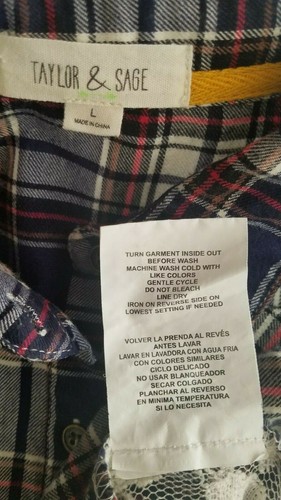 TAYLOR & SAGE
L
MADE IN CHINA
TURN GARMENT INSIDE OUT
BEFORE WASH
MACHINE WASH COLD WITH
LIKE COLORS
GENTLE CYCLE
DO NOT BLEACH
LINE DRY
IRON ON REVERSE SIDE ON
LOWEST SETTING IF NEEDED
VOLVER LA PRENDA AL REVÉS
ANTES LAVAR
LAVAR EN LAVADORA CON AGUA FRIA
CON COLORES SIMILARES
CICLO DELICADO
NO USAR BLANQUEADOR
SECAR COLGADO
PLANCHAR AL REVERSO
EN MINIMA TEMPERATURA
SI LO NECESITA